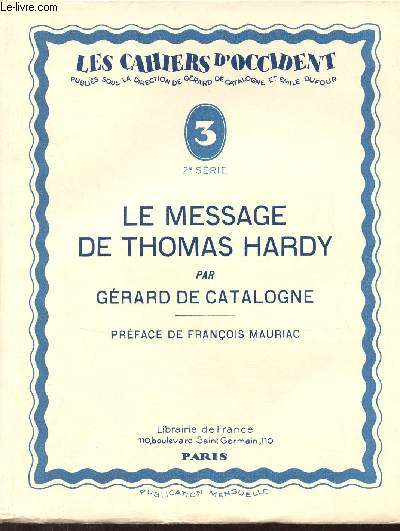 © www.le-livre.com
LES CAHIERS D'OCCIDENT
PUBLIÉS SOUS LA DIRECTION DE GÉRARD DE CATALOGNE ET EMILE DUFOUR
3
2e SÉRIE
LE MESSAGE
DE THOMAS HARDY
PAR
GÉRARD DE CATALOGNE
PRÉFACE DE FRANÇOIS MAURIAC
Librairie de France
110, boulevard Saint Germain, 110
PARIS
PUBLICATION MENSUELLE